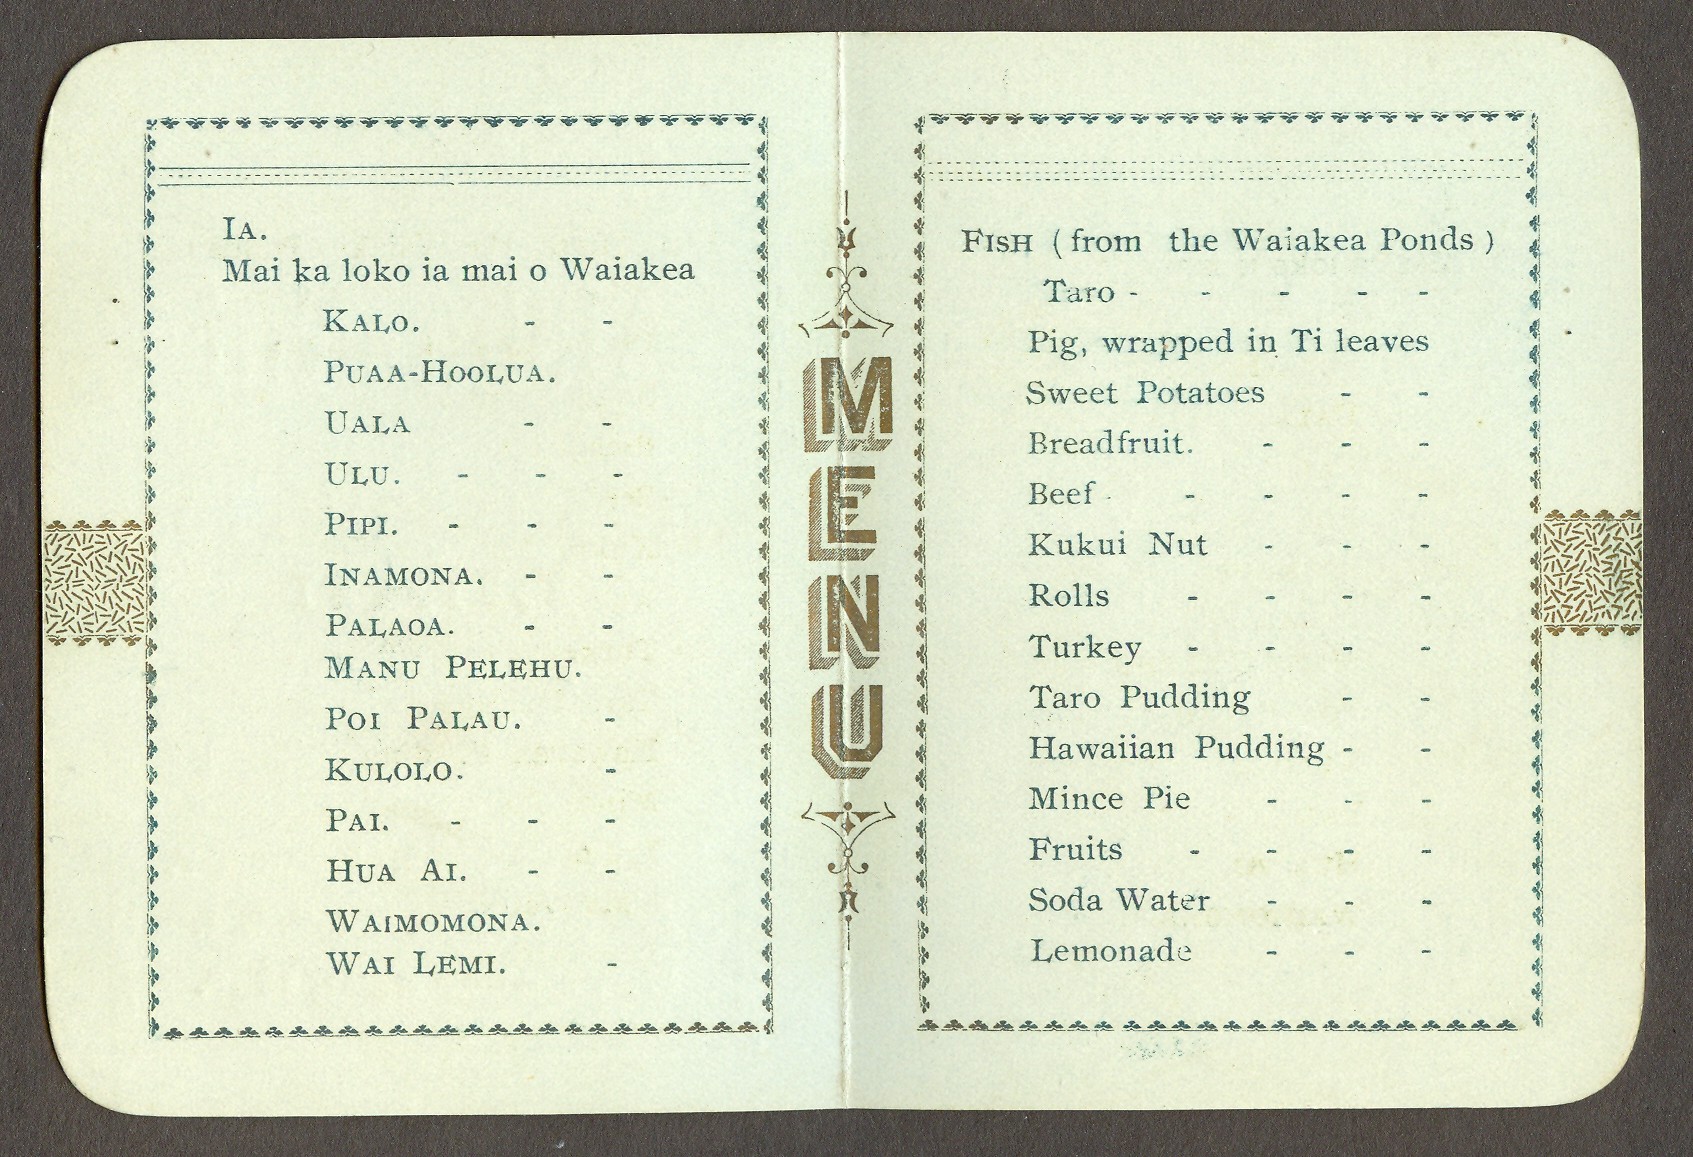 IA.
Mai ka loko ia mai o Waiakea
KALO. - -
PUAA-HOOLUA.
UALA - -
ULU. - - -
PIPI. - - -
INAMONA. - -
PALAOA. - -
MANU PELEHU.
POI PALAU. -
KULOLO. -
PAI. - - -
HUA AI. - -
WAIMOMONA.
WAI LEMI. -
MENU
FISH ( from the Waiakea Ponds )
Taro - - - - -
Pig, wrapped in Ti leaves
Sweet Potatoes - -
Breadfruit. - - -
Beef - - - - -
Kukui Nut - - -
Rolls - - - -
Turkey - - - -
Taro Pudding - -
Hawaiian Pudding - -
Mince Pie - - -
Fruits - - - -
Soda Water - - -
Lemonade - - -